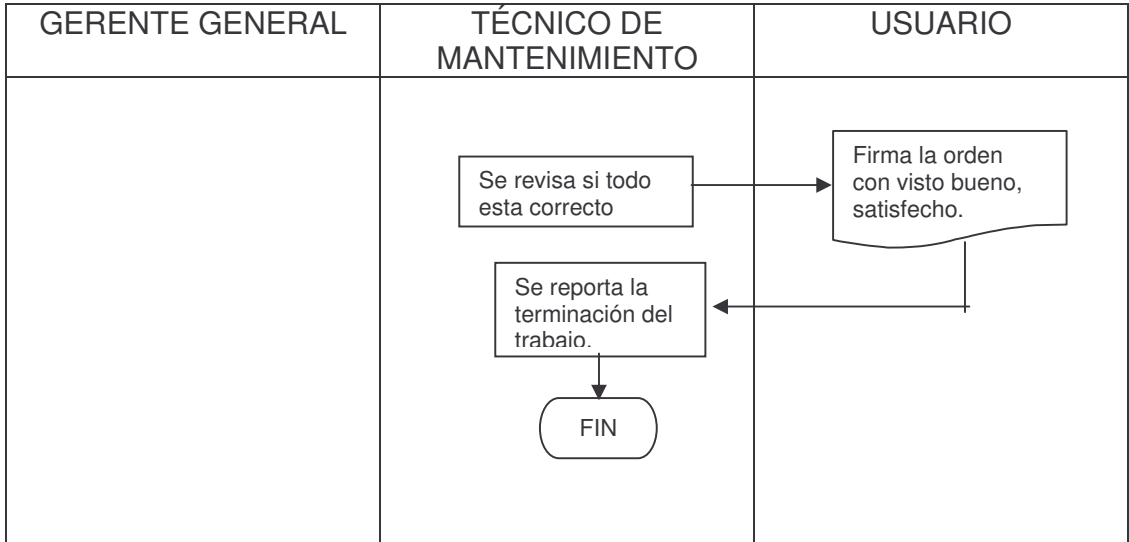 GERENTE GENERAL
TÉCNICO DE
MANTENIMIENTO
USUARIO
Se revisa si todo
esta correcto
Firma la orden
con visto bueno,
satisfecho.
Se reporta la
terminación del
trabajo.
FIN